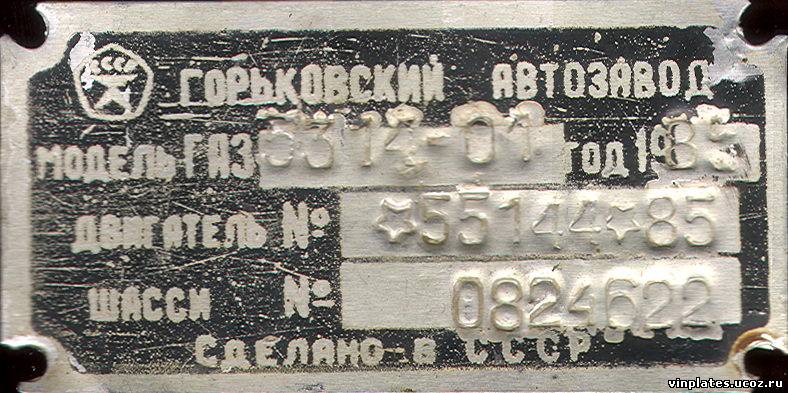 ГОРЬКОВСКИЙ АВТОЗАВОД
МОДЕЛЬ ГАЗ 5314-01 ГОД 1985
ДВИГАТЕЛЬ № ☆55144☆85
ШАССИ № 0824622
СДЕЛАНО-В СССР
vinplates.ucoz.ru